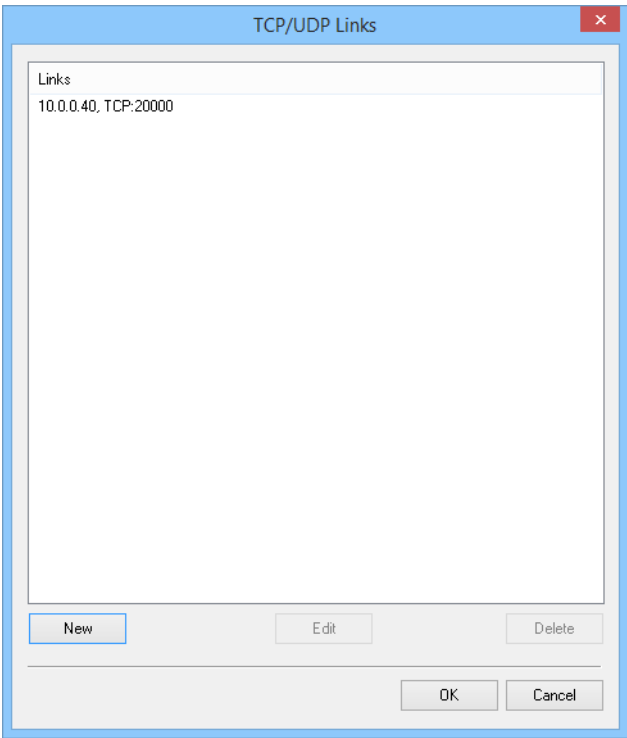 TCP/UDP Links
Links
10.0.0.40, TCP:20000
New Edit Delete
OK Cancel